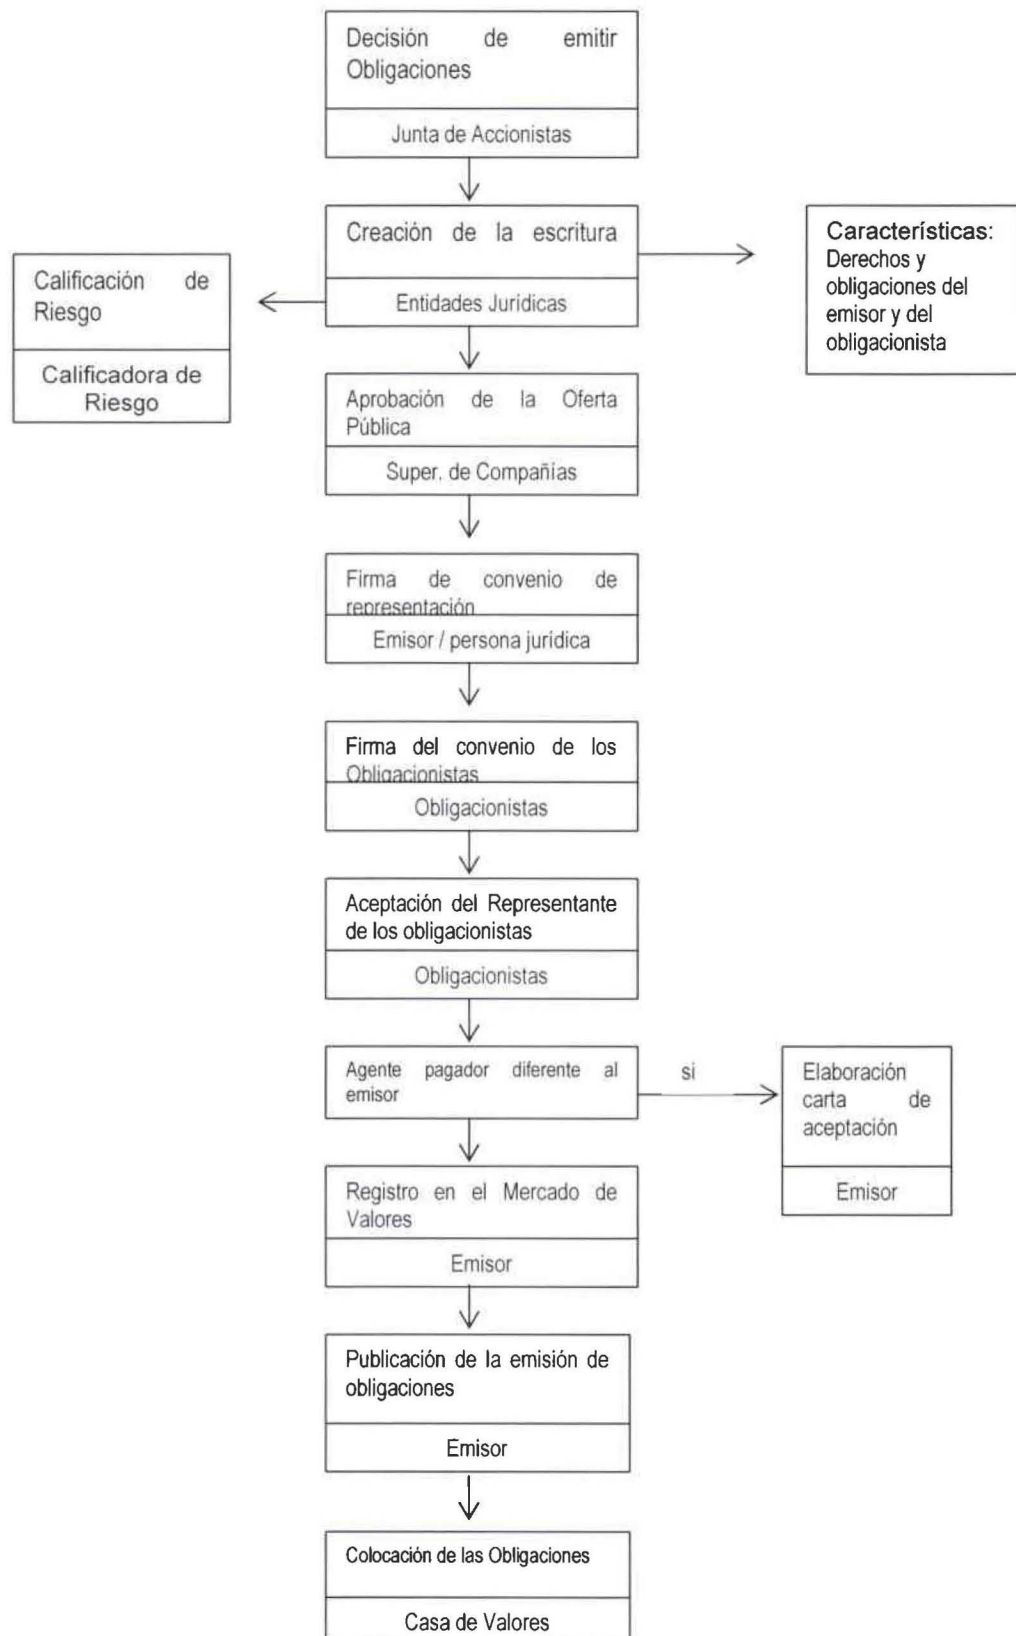 Decisión de emitir
Obligaciones
Junta de Accionistas
Creación de la escritura
Entidades Jurídicas
Características:
Derechos y
obligaciones del
emisor y del
obligacionista
Calificación de
Riesgo
Calificadora de
Riesgo
Aprobación de la Oferta
Pública
Super. de Compañías
Firma de convenio de
representación
Emisor / persona jurídica
Firma del convenio de los
Obligacionistas
Obligacionistas
Aceptación del Representante
de los obligacionistas
Obligacionistas
Agente pagador diferente al
emisor
si
Elaboración
carta de
aceptación
Emisor
Registro en el Mercado de
Valores
Emisor
Publicación de la emisión de
obligaciones
Emisor
Colocación de las Obligaciones
Casa de Valores